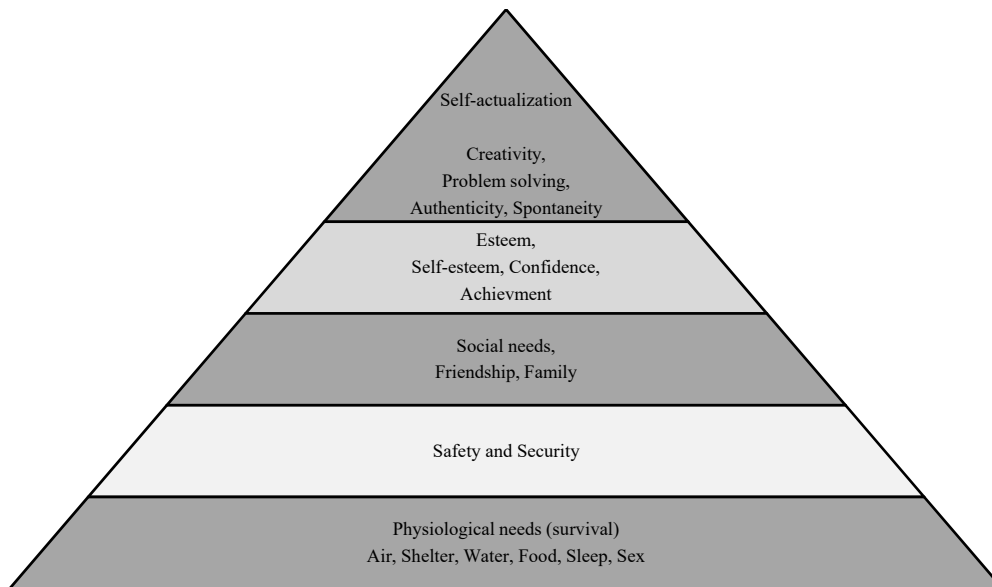 Self-actualization
Creativity,
Problem solving,
Authenticity, Spontaneity
Esteem,
Self-esteem, Confidence,
Achievment
Social needs,
Friendship, Family
Safety and Security
Physiological needs (survival)
Air, Shelter, Water, Food, Sleep, Sex